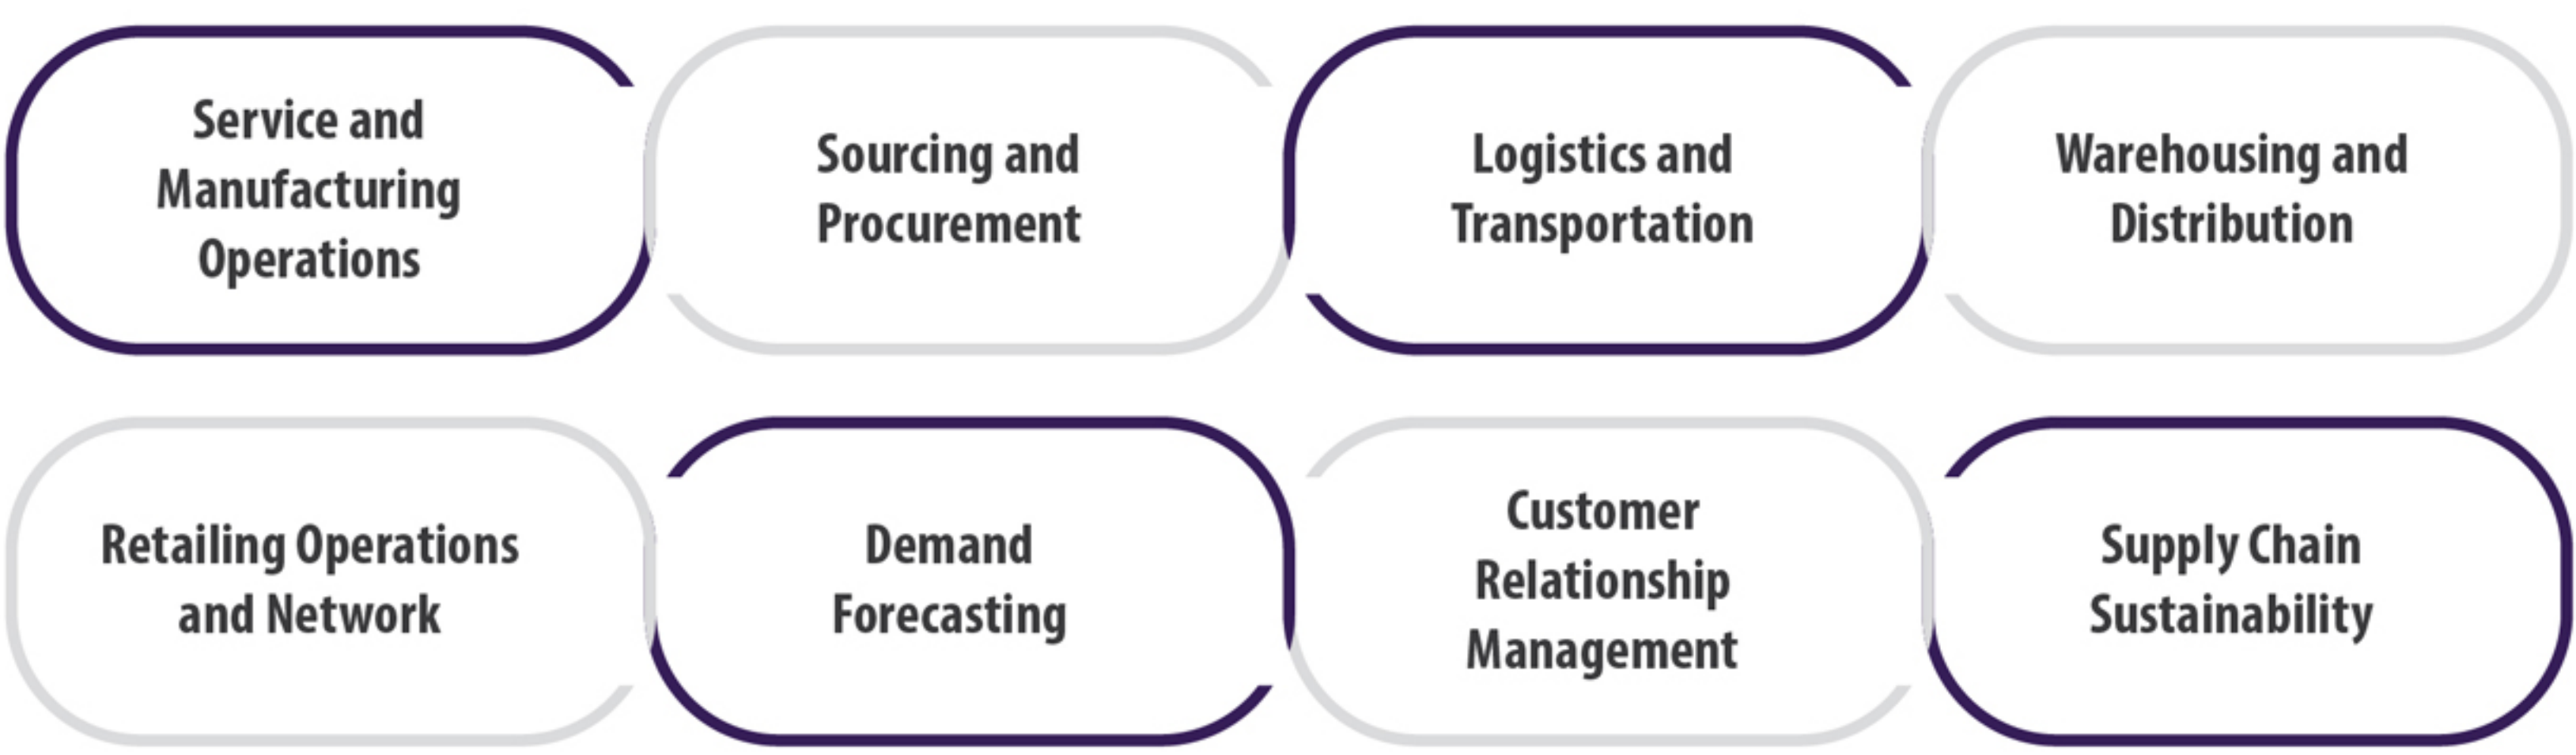 Service and
Manufacturing
Operations
Sourcing and
Procurement
Logistics and
Transportation
Warehousing and
Distribution
Retailing Operations
and Network
Demand
Forecasting
Customer
Relationship
Management
Supply Chain
Sustainability